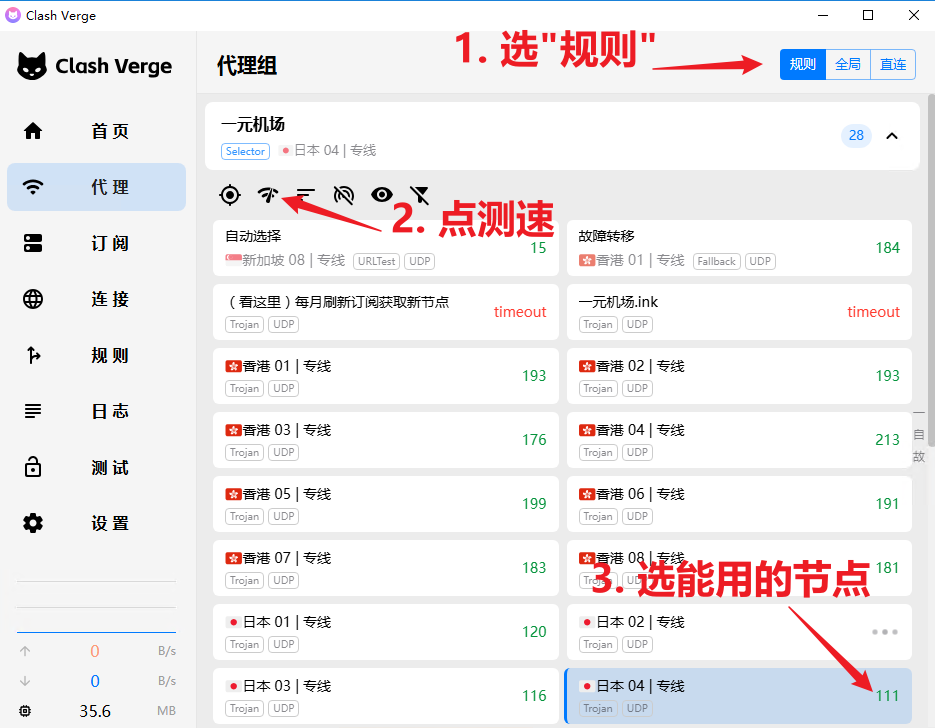 Clash Verge
Clash Verge
代理组
1. 选"规则"
规则 全局 直连
首页
代理
订阅
连接
规则
日志
测试
设置
0 B/s
0 B/s
35.6 MB
一元机场
Selector 日本 04 | 专线
28
2. 点测速
自动选择
新加坡 08 | 专线 URLTest UDP
15
故障转移
香港 01 | 专线 Fallback UDP
184
（看这里）每月刷新订阅获取新节点
Trojan UDP
timeout
一元机场.ink
Trojan UDP
timeout
香港 01 | 专线
Trojan UDP
193
香港 02 | 专线
Trojan UDP
193
香港 03 | 专线
Trojan UDP
176
香港 04 | 专线
Trojan UDP
213
香港 05 | 专线
Trojan UDP
199
香港 06 | 专线
Trojan UDP
191
香港 07 | 专线
Trojan UDP
183
香港 08 | 专线
Trojan UDP
181
3. 选能用的节点
日本 01 | 专线
Trojan UDP
120
日本 02 | 专线
Trojan UDP
日本 03 | 专线
Trojan UDP
116
日本 04 | 专线
Trojan UDP
111
一
自
故